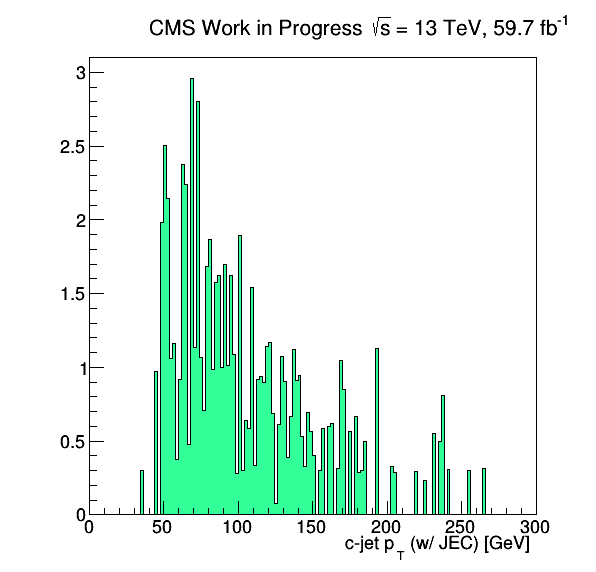 CMS Work in Progress √s = 13 TeV, 59.7 fb⁻¹
3
2.5
2
1.5
1
0.5
0
0 50 100 150 200 250 300
c-jet p_T (w/ JEC) [GeV]